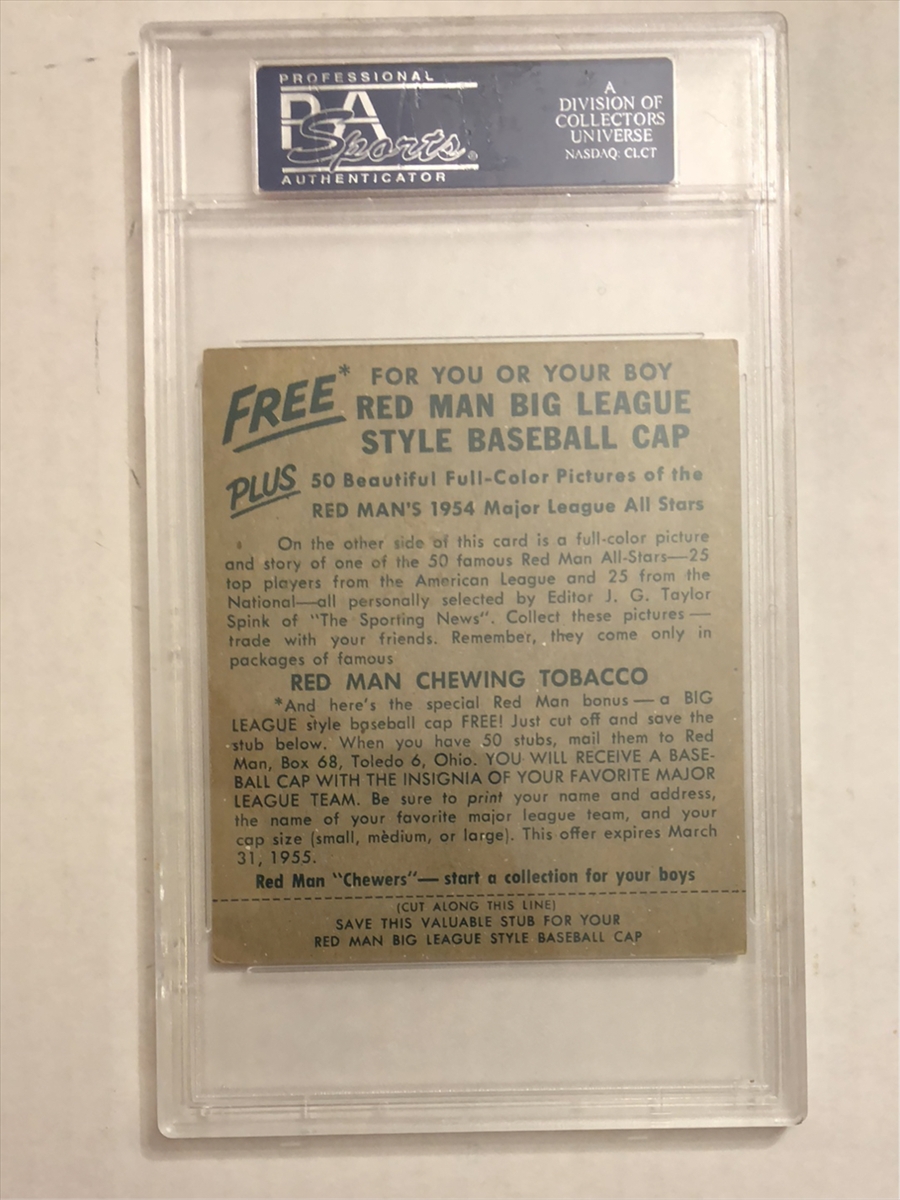 PROFESSIONAL
PSA
Sports®
AUTHENTICATOR
A
DIVISION OF
COLLECTORS
UNIVERSE
NASDAQ: CLCT
FREE* FOR YOU OR YOUR BOY
RED MAN BIG LEAGUE
STYLE BASEBALL CAP
PLUS 50 Beautiful Full-Color Pictures of the
RED MAN'S 1954 Major League All Stars
On the other side of this card is a full-color picture
and story of one of the 50 famous Red Man All-Stars—25
top players from the American League and 25 from the
National—all personally selected by Editor J. G. Taylor
Spink of "The Sporting News". Collect these pictures—
trade with your friends. Remember, they come only in
packages of famous
RED MAN CHEWING TOBACCO
*And here's the special Red Man bonus—a BIG
LEAGUE style baseball cap FREE! Just cut off and save the
stub below. When you have 50 stubs, mail them to Red
Man, Box 68, Toledo 6, Ohio. YOU WILL RECEIVE A BASE-
BALL CAP WITH THE INSIGNIA OF YOUR FAVORITE MAJOR
LEAGUE TEAM. Be sure to print your name and address,
the name of your favorite major league team, and your
cap size (small, medium, or large). This offer expires March
31, 1955.
Red Man "Chewers"—start a collection for your boys
(CUT ALONG THIS LINE)
SAVE THIS VALUABLE STUB FOR YOUR
RED MAN BIG LEAGUE STYLE BASEBALL CAP